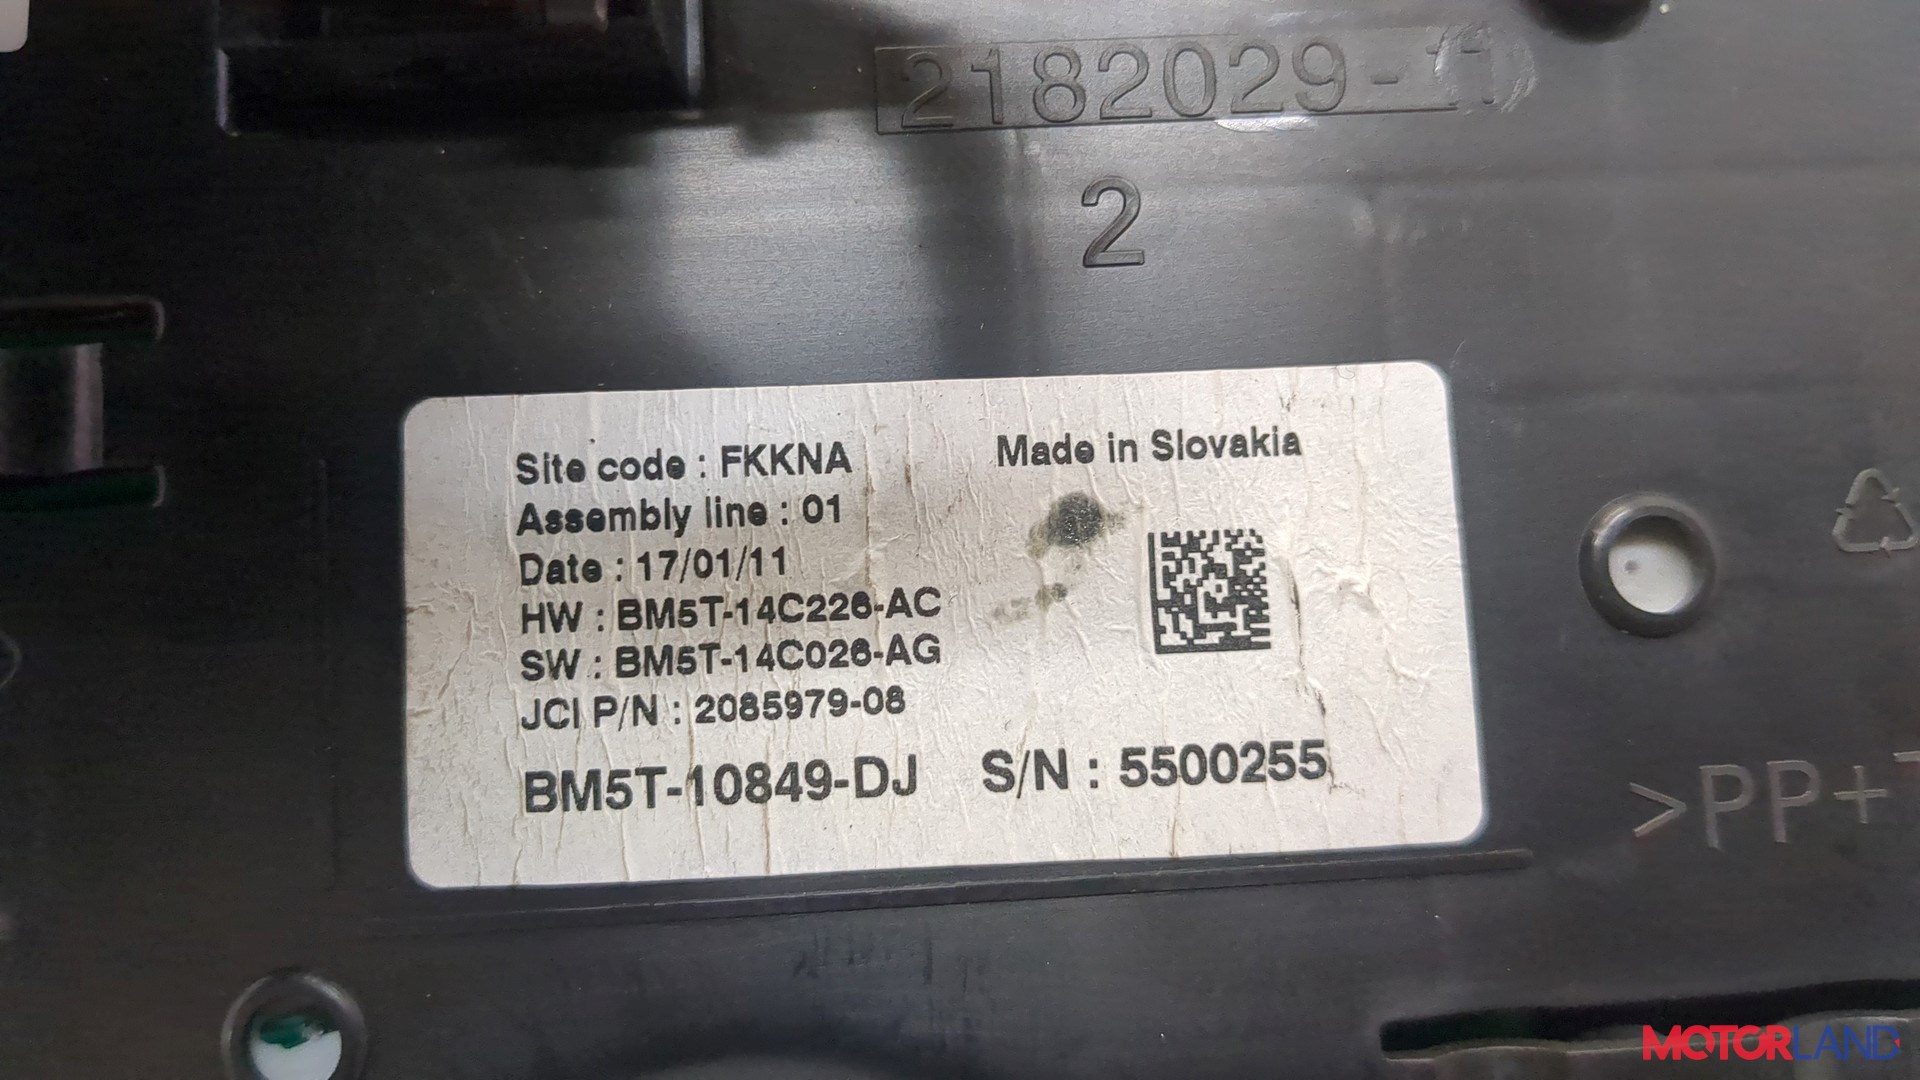 2182029-11
2
Site code : FKKNA
Made in Slovakia
Assembly line : 01
Date : 17/01/11
HW : BM5T-14C226-AC
SW : BM5T-14C026-AG
JCI P/N : 2085979-08
BM5T-10849-DJ
S/N : 5500255
>PP+T
MOTORLAND